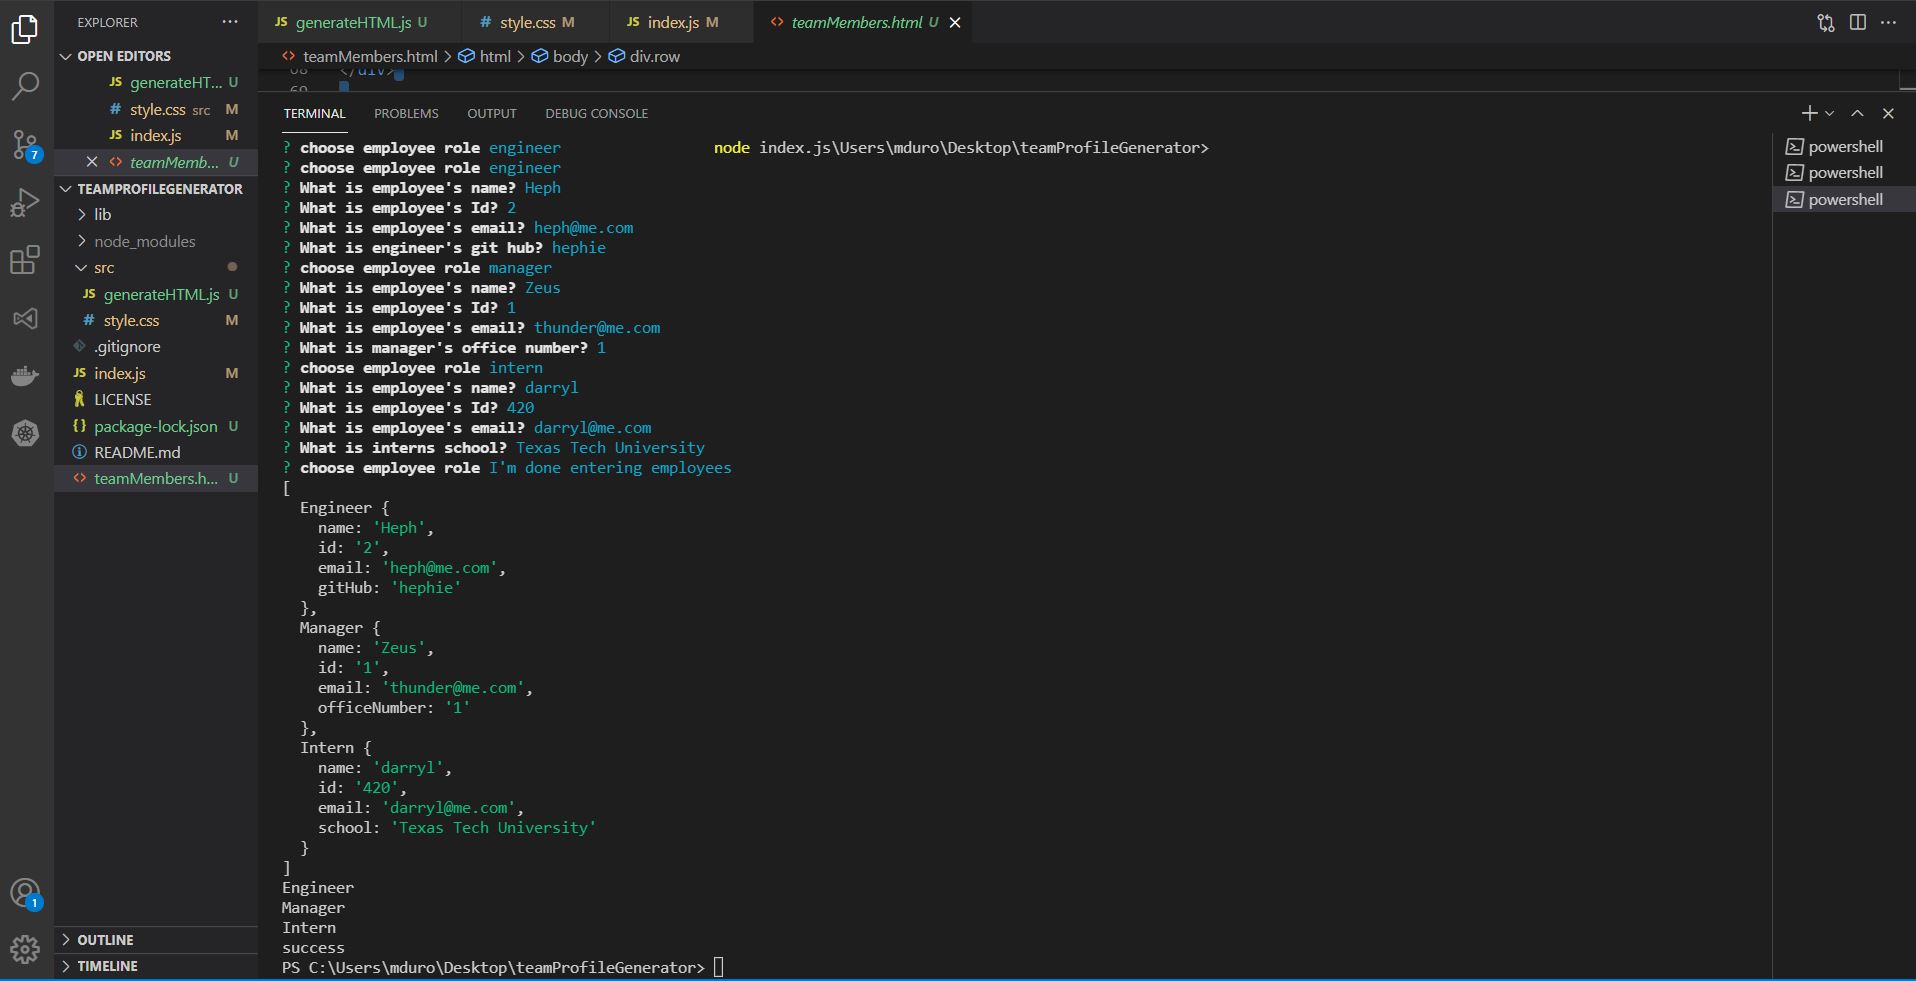 EXPLORER ...
OPEN EDITORS
JS generateHT... U
# style.css src M
JS index.js M
teamMemb... U
TEAMPROFILEGENERATOR
lib
node_modules
src
JS generateHTML.js U
# style.css M
.gitignore
JS index.js M
LICENSE
{} package-lock.json U
README.md
<> teamMembers.h... U
OUTLINE
TIMELINE
7
1
JS generateHTML.js U
# style.css M
JS index.js M
<> teamMembers.html U
<> teamMembers.html > html > body > div.row
68 </div>
69
TERMINAL PROBLEMS OUTPUT DEBUG CONSOLE
? choose employee role engineer node index.js\Users\mduro\Desktop\teamProfileGenerator>
? choose employee role engineer
? What is employee's name? Heph
? What is employee's Id? 2
? What is employee's email? heph@me.com
? What is engineer's git hub? hephie
? choose employee role manager
? What is employee's name? Zeus
? What is employee's Id? 1
? What is employee's email? thunder@me.com
? What is manager's office number? 1
? choose employee role intern
? What is employee's name? darryl
? What is employee's Id? 420
? What is employee's email? darryl@me.com
? What is interns school? Texas Tech University
? choose employee role I'm done entering employees
[
Engineer {
name: 'Heph',
id: '2',
email: 'heph@me.com',
gitHub: 'hephie'
},
Manager {
name: 'Zeus',
id: '1',
email: 'thunder@me.com',
officeNumber: '1'
},
Intern {
name: 'darryl',
id: '420',
email: 'darryl@me.com',
school: 'Texas Tech University'
}
]
Engineer
Manager
Intern
success
PS C:\Users\mduro\Desktop\teamProfileGenerator>
powershell
powershell
powershell